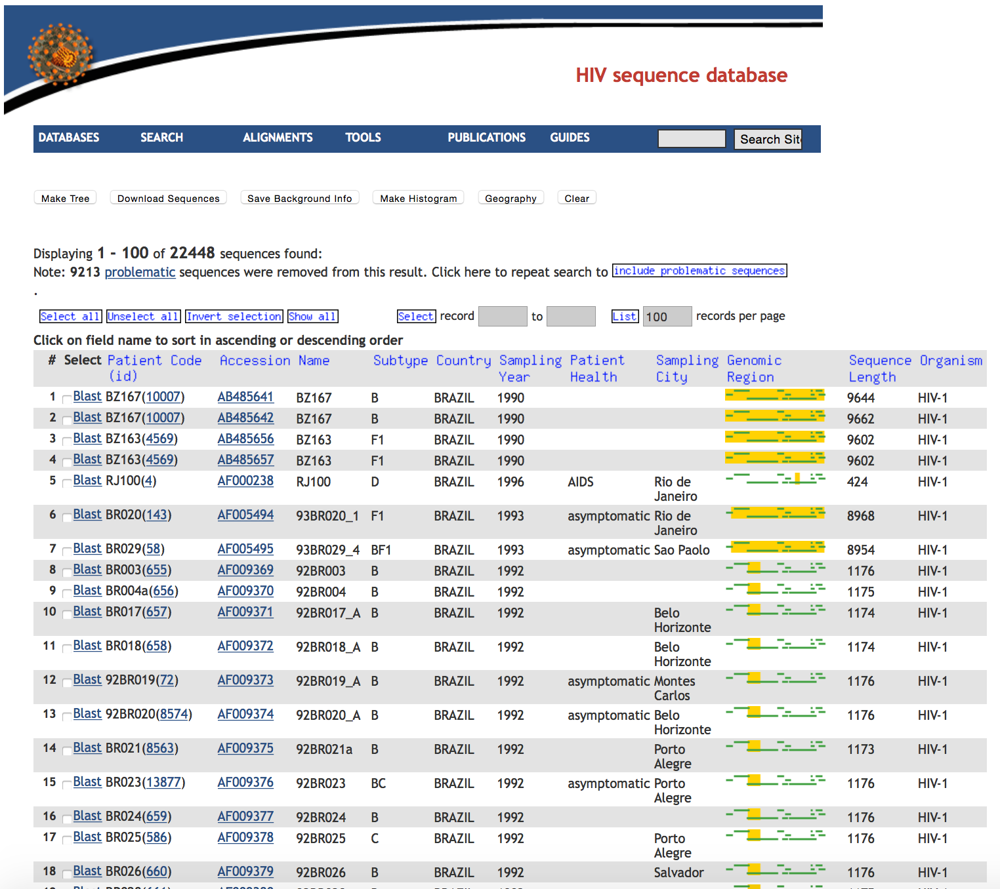 HIV sequence database
DATABASES SEARCH ALIGNMENTS TOOLS PUBLICATIONS GUIDES Search Sit
Make Tree Download Sequences Save Background Info Make Histogram Geography Clear
Displaying 1 - 100 of 22448 sequences found:
Note: 9213 problematic sequences were removed from this result. Click here to repeat search to include problematic sequences
.
Select all Unselect all Invert selection Show all Select record to List 100 records per page
Click on field name to sort in ascending or descending order
# Select Patient Code Accession Name Subtype Country Sampling Patient Sampling Genomic Sequence Organism
(id) Year Health City Region Length
1 Blast BZ167(10007) AB485641 BZ167 B BRAZIL 1990 9644 HIV-1
2 Blast BZ167(10007) AB485642 BZ167 B BRAZIL 1990 9662 HIV-1
3 Blast BZ163(4569) AB485656 BZ163 F1 BRAZIL 1990 9602 HIV-1
4 Blast BZ163(4569) AB485657 BZ163 F1 BRAZIL 1990 9602 HIV-1
5 Blast RJ100(4) AF000238 RJ100 D BRAZIL 1996 AIDS Rio de 424 HIV-1
Janeiro
6 Blast BR020(143) AF005494 93BR020_1 F1 BRAZIL 1993 asymptomatic Rio de 8968 HIV-1
Janeiro
7 Blast BR029(58) AF005495 93BR029_4 BF1 BRAZIL 1993 asymptomatic Sao Paolo 8954 HIV-1
8 Blast BR003(655) AF009369 92BR003 B BRAZIL 1992 1176 HIV-1
9 Blast BR004a(656) AF009370 92BR004 B BRAZIL 1992 1175 HIV-1
10 Blast BR017(657) AF009371 92BR017_A B BRAZIL 1992 Belo 1174 HIV-1
Horizonte
11 Blast BR018(658) AF009372 92BR018_A B BRAZIL 1992 Belo 1174 HIV-1
Horizonte
12 Blast 92BR019(72) AF009373 92BR019_A B BRAZIL 1992 asymptomatic Montes 1176 HIV-1
Carlos
13 Blast 92BR020(8574) AF009374 92BR020_A B BRAZIL 1992 asymptomatic Belo 1176 HIV-1
Horizonte
14 Blast BR021(8563) AF009375 92BR021a B BRAZIL 1992 Porto 1173 HIV-1
Alegre
15 Blast BR023(13877) AF009376 92BR023 BC BRAZIL 1992 asymptomatic Porto 1176 HIV-1
Alegre
16 Blast BR024(659) AF009377 92BR024 B BRAZIL 1992 1176 HIV-1
17 Blast BR025(586) AF009378 92BR025 C BRAZIL 1992 Porto 1176 HIV-1
Alegre
18 Blast BR026(660) AF009379 92BR026 B BRAZIL 1992 Salvador 1176 HIV-1